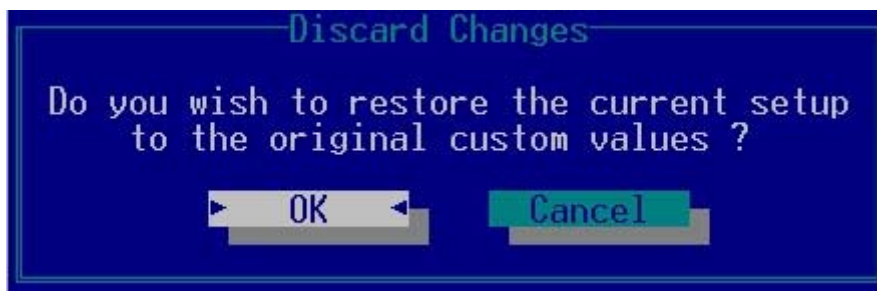 Discard Changes
Do you wish to restore the current setup
to the original custom values ?
OK Cancel